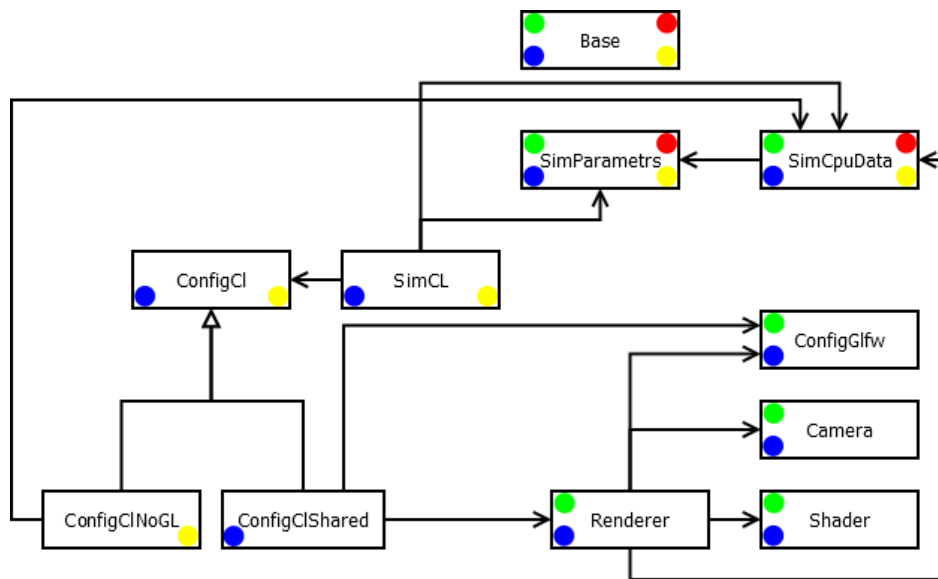 Base
SimParametrs
SimCpuData
ConfigCl
SimCL
ConfigGlfw
Camera
ConfigClNoGL
ConfigClShared
Renderer
Shader